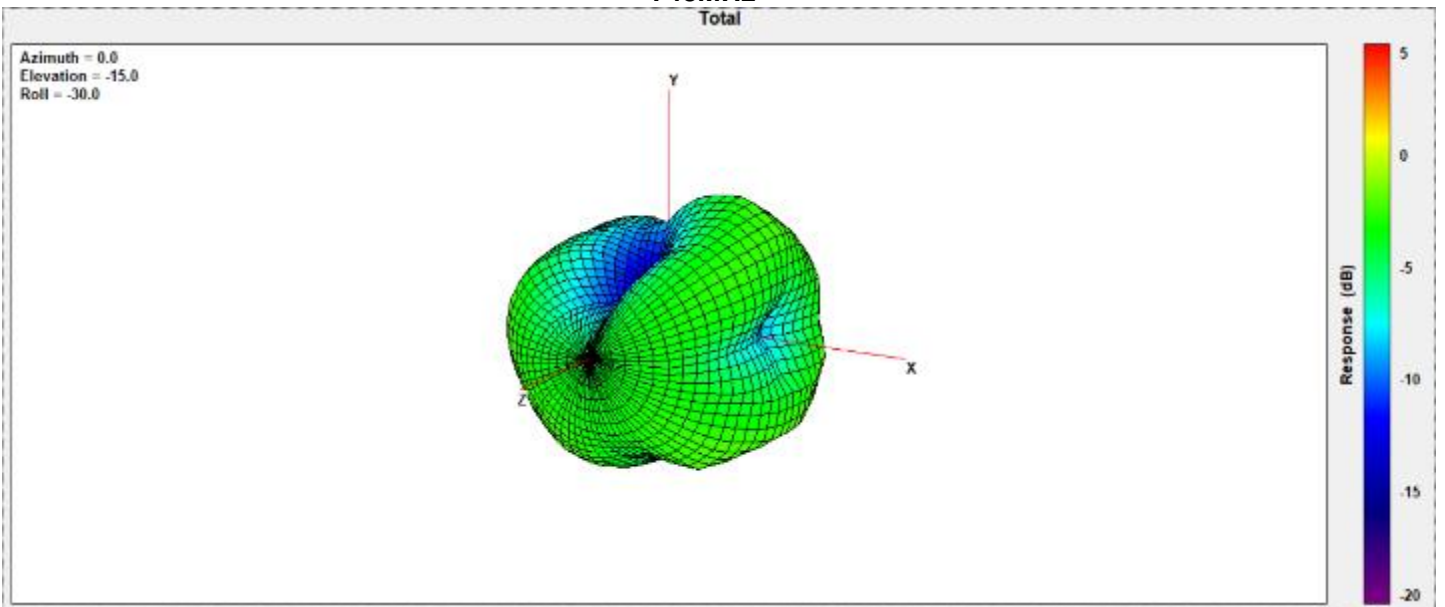 Total
Azimuth = 0.0
Elevation = -15.0
Roll = -30.0
Y
X
Z
5
0
-5
-10
-15
-20
Response (dB)